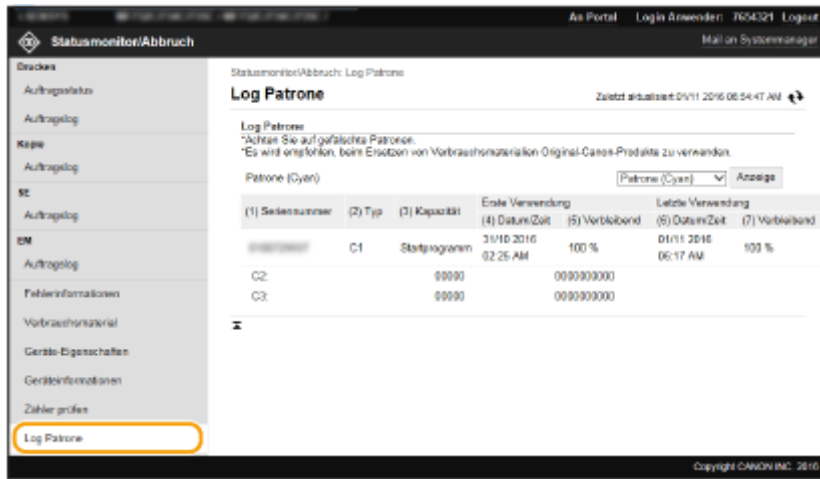 An Portal Login Anwender: 7654321 Logout
Statusmonitor/Abbruch Mail an Systemmanager
Drucken
Auftragsstatus
Auftragslog
Kopie
Auftragslog
SE
Auftragslog
EM
Auftragslog
Fehlerinformationen
Verbrauchsmaterial
Geräte-Eigenschaften
Geräteinformationen
Zähler prüfen
Log Patrone
Statusmonitor/Abbruch: Log Patrone
Log Patrone Zuletzt aktualisiert:01/11 2016 06:54:47 AM
Log Patrone
*Achten Sie auf gefälschte Patronen.
*Es wird empfohlen, beim Ersetzen von Verbrauchsmaterialien Original-Canon-Produkte zu verwenden.
Patrone (Cyan) Patrone (Cyan) Anzeige
Erste Verwendung Letzte Verwendung
(1) Seriennummer (2) Typ (3) Kapazität (4) Datum/Zeit (5) Verbleibend (6) Datum/Zeit (7) Verbleibend
C1 Startprogramm 31/10 2016 02:25 AM 100 % 01/11 2016 06:17 AM 100 %
C2: 00000 0000000000
C3: 00000 0000000000
Copyright CANON INC. 2016